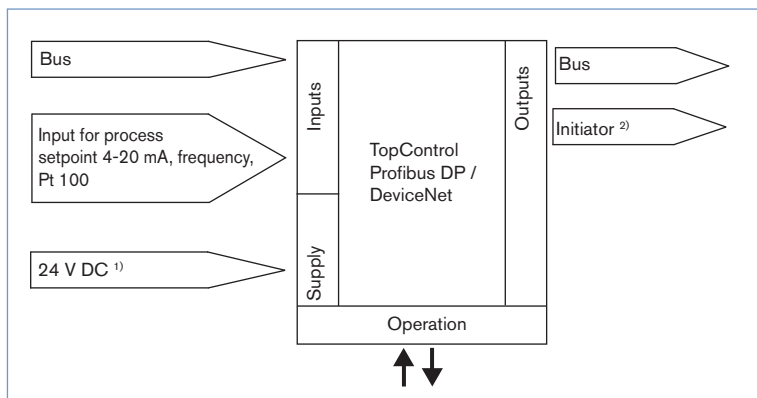 Bus
Input for process
setpoint 4-20 mA, frequency,
Pt 100
24 V DC 1)
Inputs
Supply
TopControl
Profibus DP /
DeviceNet
Outputs
Operation
Bus
Initiator 2)